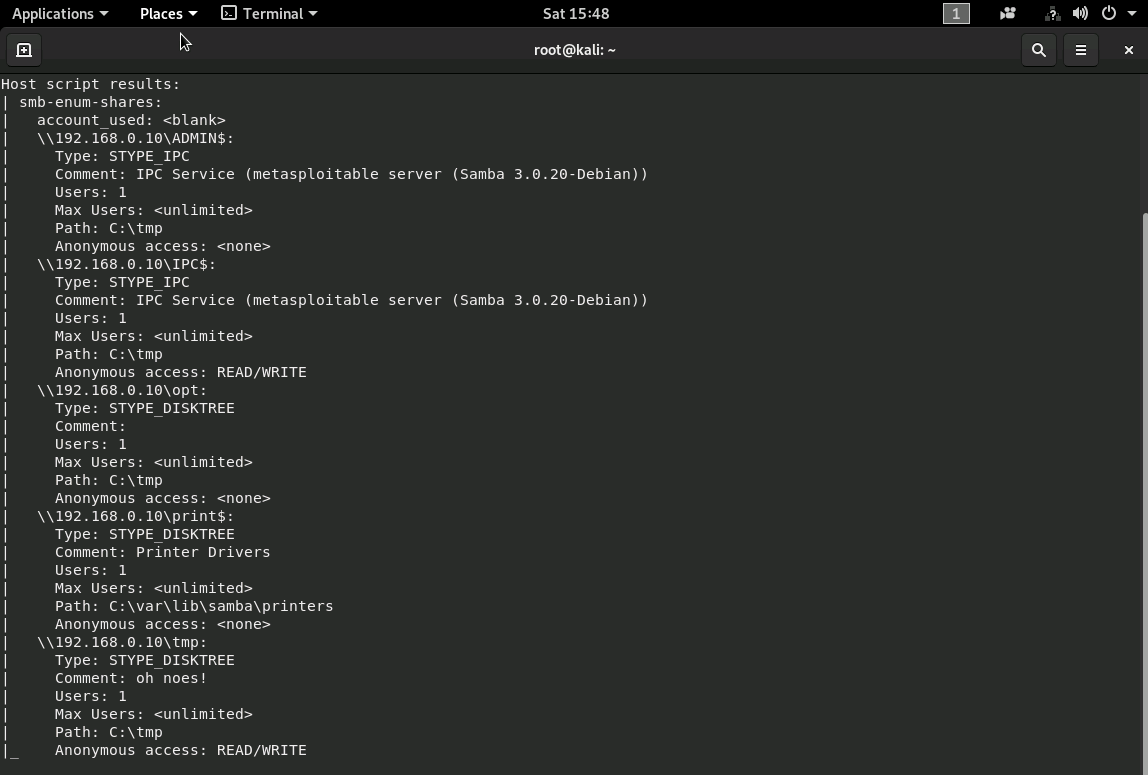 Applications Places Terminal Sat 15:48 1
root@kali: ~
Host script results:
| smb-enum-shares:
|   account_used: <blank>
|   \\192.168.0.10\ADMIN$:
|     Type: STYPE_IPC
|     Comment: IPC Service (metasploitable server (Samba 3.0.20-Debian))
|     Users: 1
|     Max Users: <unlimited>
|     Path: C:\tmp
|     Anonymous access: <none>
|   \\192.168.0.10\IPC$:
|     Type: STYPE_IPC
|     Comment: IPC Service (metasploitable server (Samba 3.0.20-Debian))
|     Users: 1
|     Max Users: <unlimited>
|     Path: C:\tmp
|     Anonymous access: READ/WRITE
|   \\192.168.0.10\opt:
|     Type: STYPE_DISKTREE
|     Comment:
|     Users: 1
|     Max Users: <unlimited>
|     Path: C:\tmp
|     Anonymous access: <none>
|   \\192.168.0.10\print$:
|     Type: STYPE_DISKTREE
|     Comment: Printer Drivers
|     Users: 1
|     Max Users: <unlimited>
|     Path: C:\var\lib\samba\printers
|     Anonymous access: <none>
|   \\192.168.0.10\tmp:
|     Type: STYPE_DISKTREE
|     Comment: oh noes!
|     Users: 1
|     Max Users: <unlimited>
|     Path: C:\tmp
|_    Anonymous access: READ/WRITE